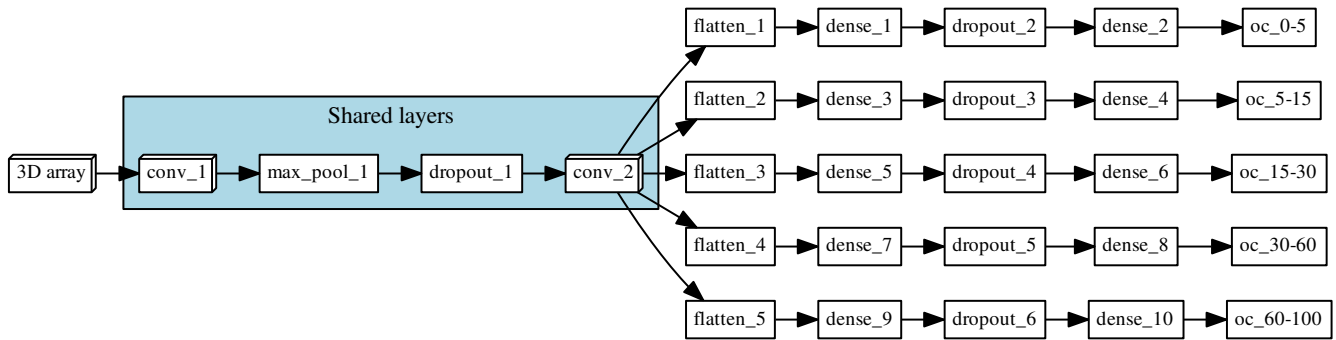 flatten_1 dense_1 dropout_2 dense_2 oc_0-5
flatten_2 dense_3 dropout_3 dense_4 oc_5-15
Shared layers
3D array conv_1 max_pool_1 dropout_1 conv_2 flatten_3 dense_5 dropout_4 dense_6 oc_15-30
flatten_4 dense_7 dropout_5 dense_8 oc_30-60
flatten_5 dense_9 dropout_6 dense_10 oc_60-100